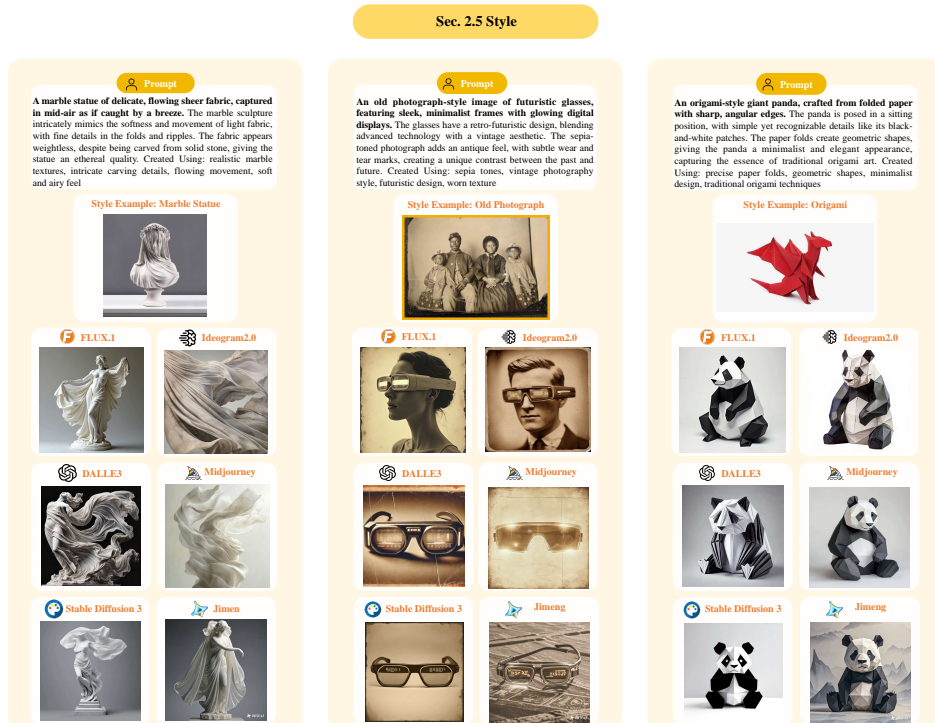 Sec. 2.5 Style
Prompt
A marble statue of delicate, flowing sheer fabric, captured
in mid-air as if caught by a breeze. The marble sculpture
intricately mimics the softness and movement of light fabric,
with fine details in the folds and ripples. The fabric appears
weightless, despite being carved from solid stone, giving the
statue an ethereal quality. Created Using: realistic marble
textures, intricate carving details, flowing movement, soft
and airy feel
Style Example: Marble Statue
FLUX.1
Ideogram2.0
DALLE3
Midjourney
Stable Diffusion 3
Jimen
Prompt
An old photograph-style image of futuristic glasses,
featuring sleek, minimalist frames with glowing digital
displays. The glasses have a retro-futuristic design, blending
advanced technology with a vintage aesthetic. The sepia-
toned photograph adds an antique feel, with subtle wear and
tear marks, creating a unique contrast between the past and
future. Created Using: sepia tones, vintage photography
style, futuristic design, worn texture
Style Example: Old Photograph
FLUX.1
Ideogram2.0
DALLE3
Midjourney
Stable Diffusion 3
Jimeng
Prompt
An origami-style giant panda, crafted from folded paper
with sharp, angular edges. The panda is posed in a sitting
position, with simple yet recognizable details like its black-
and-white patches. The paper folds create geometric shapes,
giving the panda a minimalist and elegant appearance,
capturing the essence of traditional origami art. Created
Using: precise paper folds, geometric shapes, minimalist
design, traditional origami techniques
Style Example: Origami
FLUX.1
Ideogram2.0
DALLE3
Midjourney
Stable Diffusion 3
Jimeng